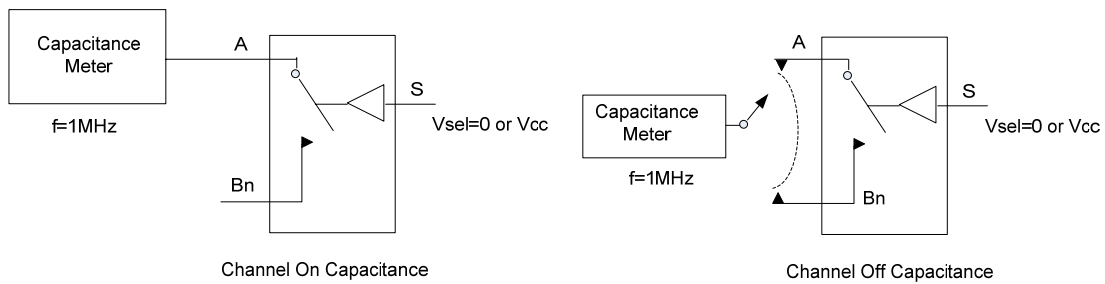 Capacitance
Meter
f=1MHz
A
S
Vsel=0 or Vcc
Bn
Channel On Capacitance
Capacitance
Meter
f=1MHz
A
S
Vsel=0 or Vcc
Bn
Channel Off Capacitance